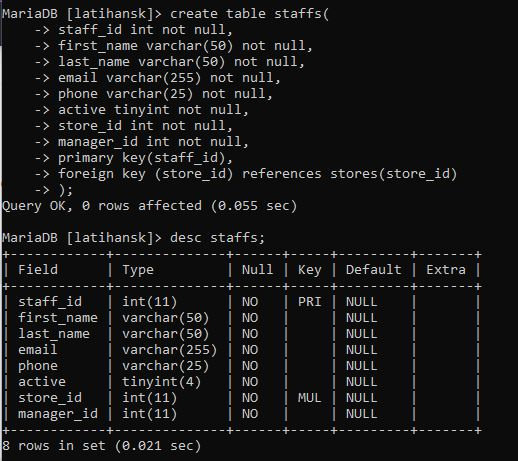 MariaDB [latihansk]> create table staffs(
    -> staff_id int not null,
    -> first_name varchar(50) not null,
    -> last_name varchar(50) not null,
    -> email varchar(255) not null,
    -> phone varchar(25) not null,
    -> active tinyint not null,
    -> store_id int not null,
    -> manager_id int not null,
    -> primary key(staff_id),
    -> foreign key (store_id) references stores(store_id)
    -> );
Query OK, 0 rows affected (0.055 sec)

MariaDB [latihansk]> desc staffs;
+------------+--------------+------+-----+---------+-------+
| Field      | Type         | Null | Key | Default | Extra |
+------------+--------------+------+-----+---------+-------+
| staff_id   | int(11)      | NO   | PRI | NULL    |       |
| first_name | varchar(50)  | NO   |     | NULL    |       |
| last_name  | varchar(50)  | NO   |     | NULL    |       |
| email      | varchar(255) | NO   |     | NULL    |       |
| phone      | varchar(25)  | NO   |     | NULL    |       |
| active     | tinyint(4)   | NO   |     | NULL    |       |
| store_id   | int(11)      | NO   | MUL | NULL    |       |
| manager_id | int(11)      | NO   |     | NULL    |       |
+------------+--------------+------+-----+---------+-------+
8 rows in set (0.021 sec)